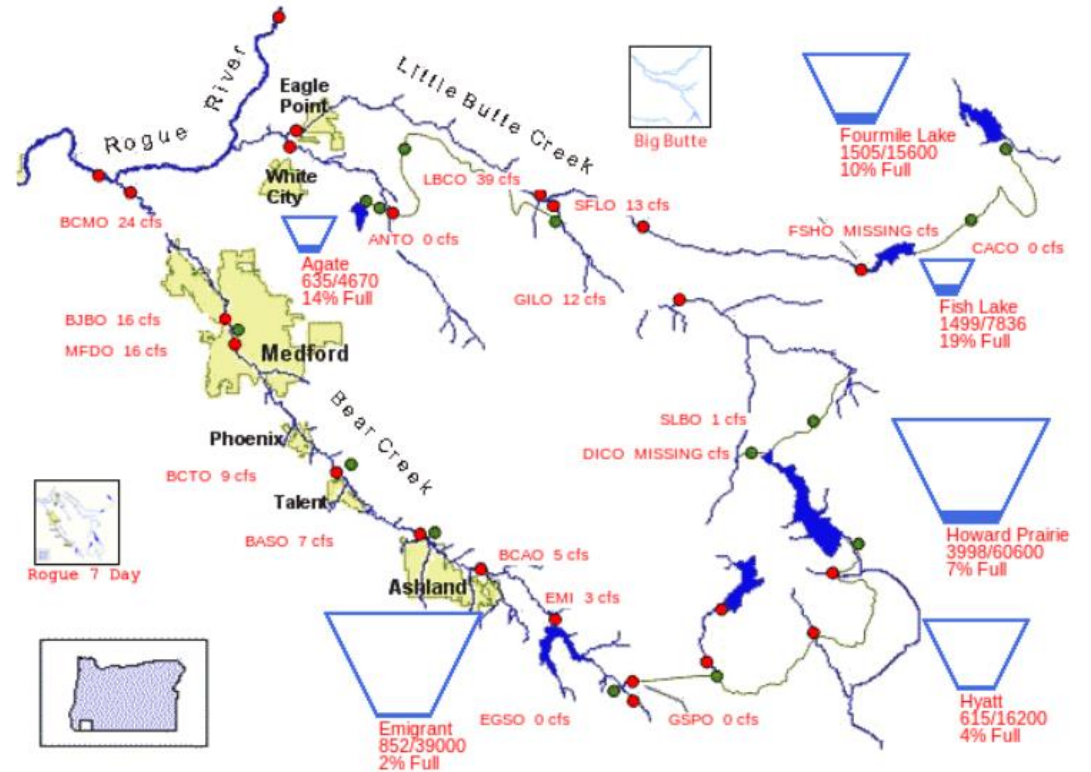 Rogue River
Eagle
Point
Little Butte Creek
Big Butte
Fourmile Lake
1505/15600
10% Full
White
City
LBCO 39 cfs
SFLO 13 cfs
BCMO 24 cfs
ANTO 0 cfs
FSHO MISSING cfs
CACO 0 cfs
Agate
635/4670
14% Full
GILO 12 cfs
Fish Lake
1499/7836
19% Full
BJBO 16 cfs
MFDO 16 cfs
Medford
Bear Creek
Phoenix
SLBO 1 cfs
DICO MISSING cfs
BCTO 9 cfs
Talent
Howard Prairie
3998/60600
7% Full
Rogue 7 Day
BASO 7 cfs
BCAO 5 cfs
Ashland
EMI 3 cfs
EGSO 0 cfs
GSPO 0 cfs
Emigrant
852/39000
2% Full
Hyatt
615/16200
4% Full